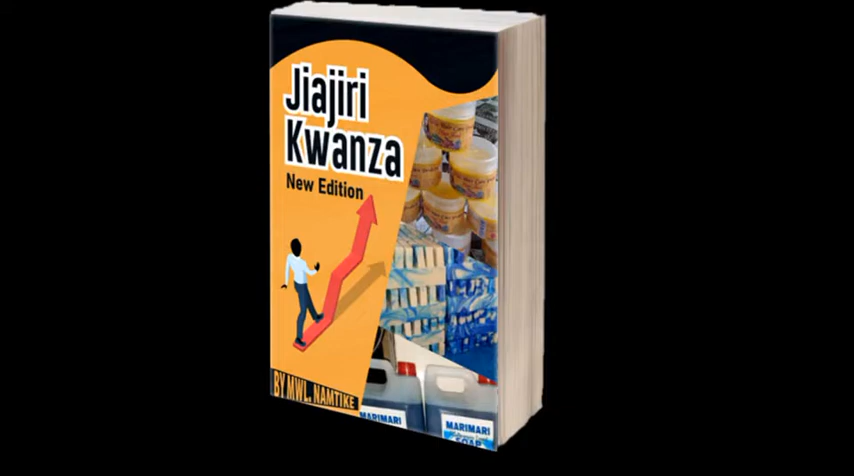 Jiajiri
Kwanza
New Edition
BY MWL. NAMTIKE
MARIMARI
MARIMARI
SOAP